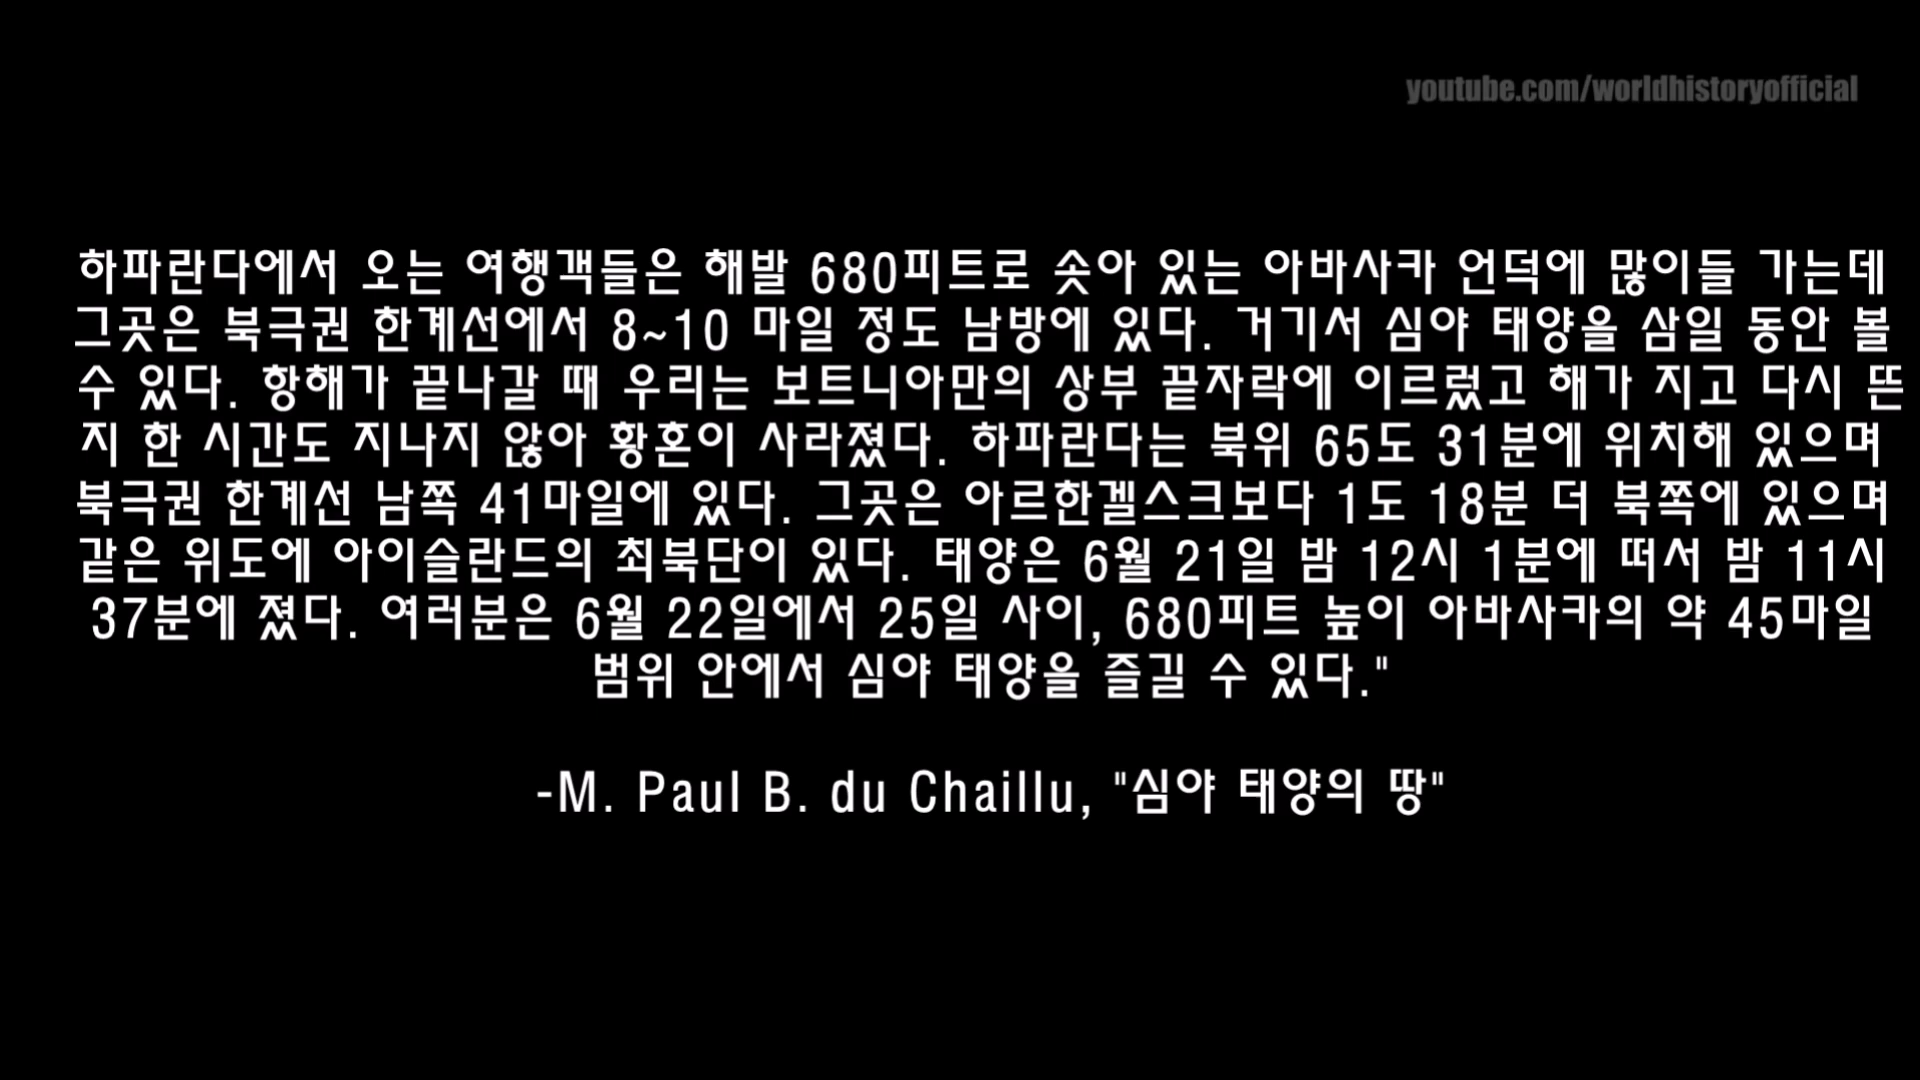 youtube.com/worldhistoryofficial
하파란다에서 오는 여행객들은 해발 680피트로 솟아 있는 아바사카 언덕에 많이들 가는데
그곳은 북극권 한계선에서 8~10 마일 정도 남방에 있다. 거기서 심야 태양을 삼일 동안 볼
수 있다. 항해가 끝나갈 때 우리는 보트니아만의 상부 끝자락에 이르렀고 해가 지고 다시 뜬
지 한 시간도 지나지 않아 황혼이 사라졌다. 하파란다는 북위 65도 31분에 위치해 있으며
북극권 한계선 남쪽 41마일에 있다. 그곳은 아르한겔스크보다 1도 18분 더 북쪽에 있으며
같은 위도에 아이슬란드의 최북단이 있다. 태양은 6월 21일 밤 12시 1분에 떠서 밤 11시
37분에 졌다. 여러분은 6월 22일에서 25일 사이, 680피트 높이 아바사카의 약 45마일
범위 안에서 심야 태양을 즐길 수 있다."
-M. Paul B. du Chaillu, "심야 태양의 땅"